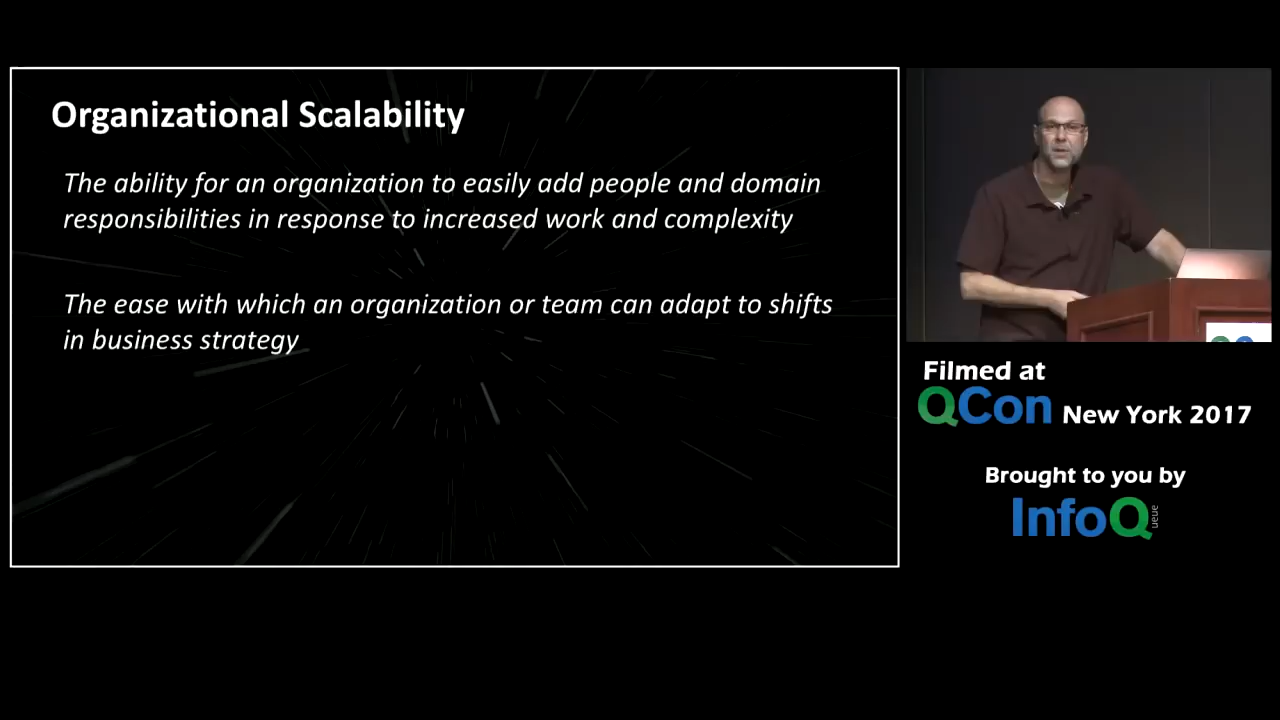 Organizational Scalability
The ability for an organization to easily add people and domain
responsibilities in response to increased work and complexity
The ease with which an organization or team can adapt to shifts
in business strategy
Filmed at
QCon New York 2017
Brought to you by
InfoQueue